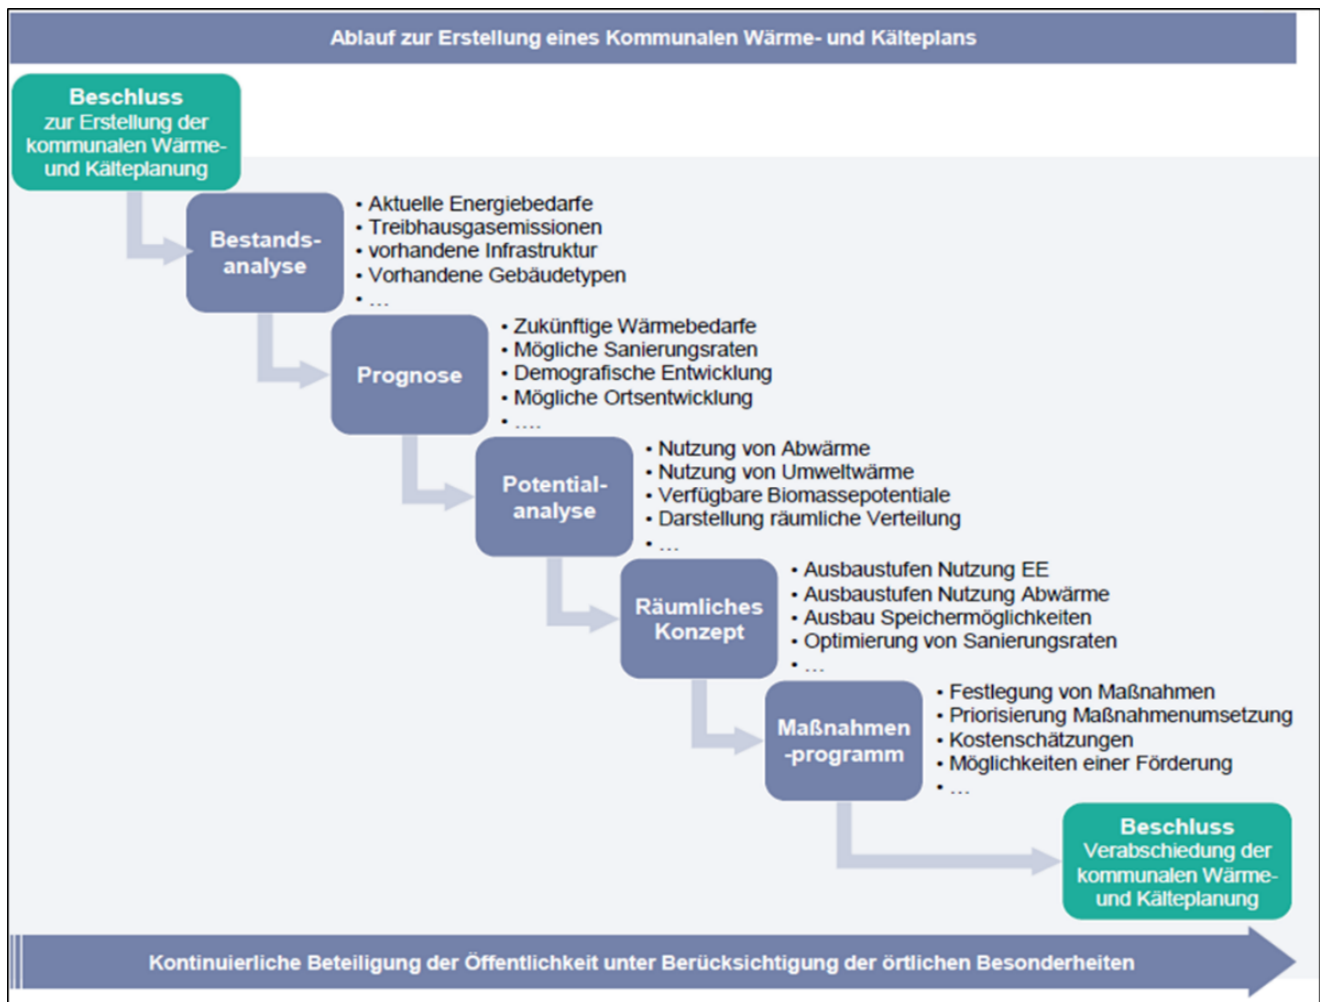 Ablauf zur Erstellung eines Kommunalen Wärme- und Kälteplans
Beschluss
zur Erstellung der
kommunalen Wärme-
und Kälteplanung
Bestands-
analyse
• Aktuelle Energiebedarfe
• Treibhausgasemissionen
• vorhandene Infrastruktur
• Vorhandene Gebäudetypen
• …
Prognose
• Zukünftige Wärmebedarfe
• Mögliche Sanierungsraten
• Demografische Entwicklung
• Mögliche Ortsentwicklung
• ….
Potential-
analyse
• Nutzung von Abwärme
• Nutzung von Umweltwärme
• Verfügbare Biomassepotentiale
• Darstellung räumliche Verteilung
• …
Räumliches
Konzept
• Ausbaustufen Nutzung EE
• Ausbaustufen Nutzung Abwärme
• Ausbau Speichermöglichkeiten
• Optimierung von Sanierungsraten
• …
Maßnahmen
-programm
• Festlegung von Maßnahmen
• Priorisierung Maßnahmenumsetzung
• Kostenschätzungen
• Möglichkeiten einer Förderung
• …
Beschluss
Verabschiedung der
kommunalen Wärme-
und Kälteplanung
Kontinuierliche Beteiligung der Öffentlichkeit unter Berücksichtigung der örtlichen Besonderheiten